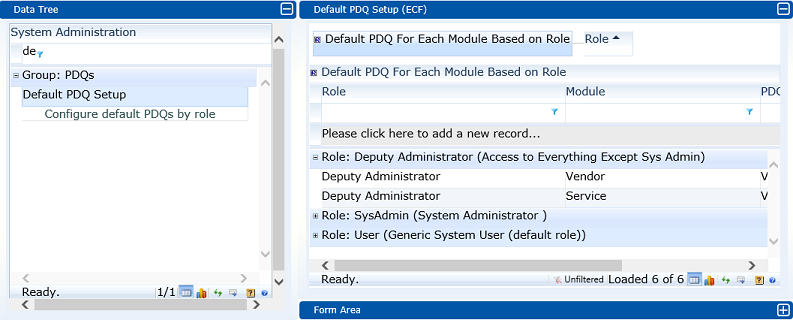 Data Tree
System Administration
de
Group: PDQs
Default PDQ Setup
Configure default PDQs by role
Ready.
1/1
Default PDQ Setup (ECF)
Default PDQ For Each Module Based on Role
Role
Default PDQ For Each Module Based on Role
Role Module PDQ
Please click here to add a new record...
Role: Deputy Administrator (Access to Everything Except Sys Admin)
Deputy Administrator Vendor V
Deputy Administrator Service V
Role: SysAdmin (System Administrator )
Role: User (Generic System User (default role))
Ready. Unfiltered Loaded 6 of 6
Form Area